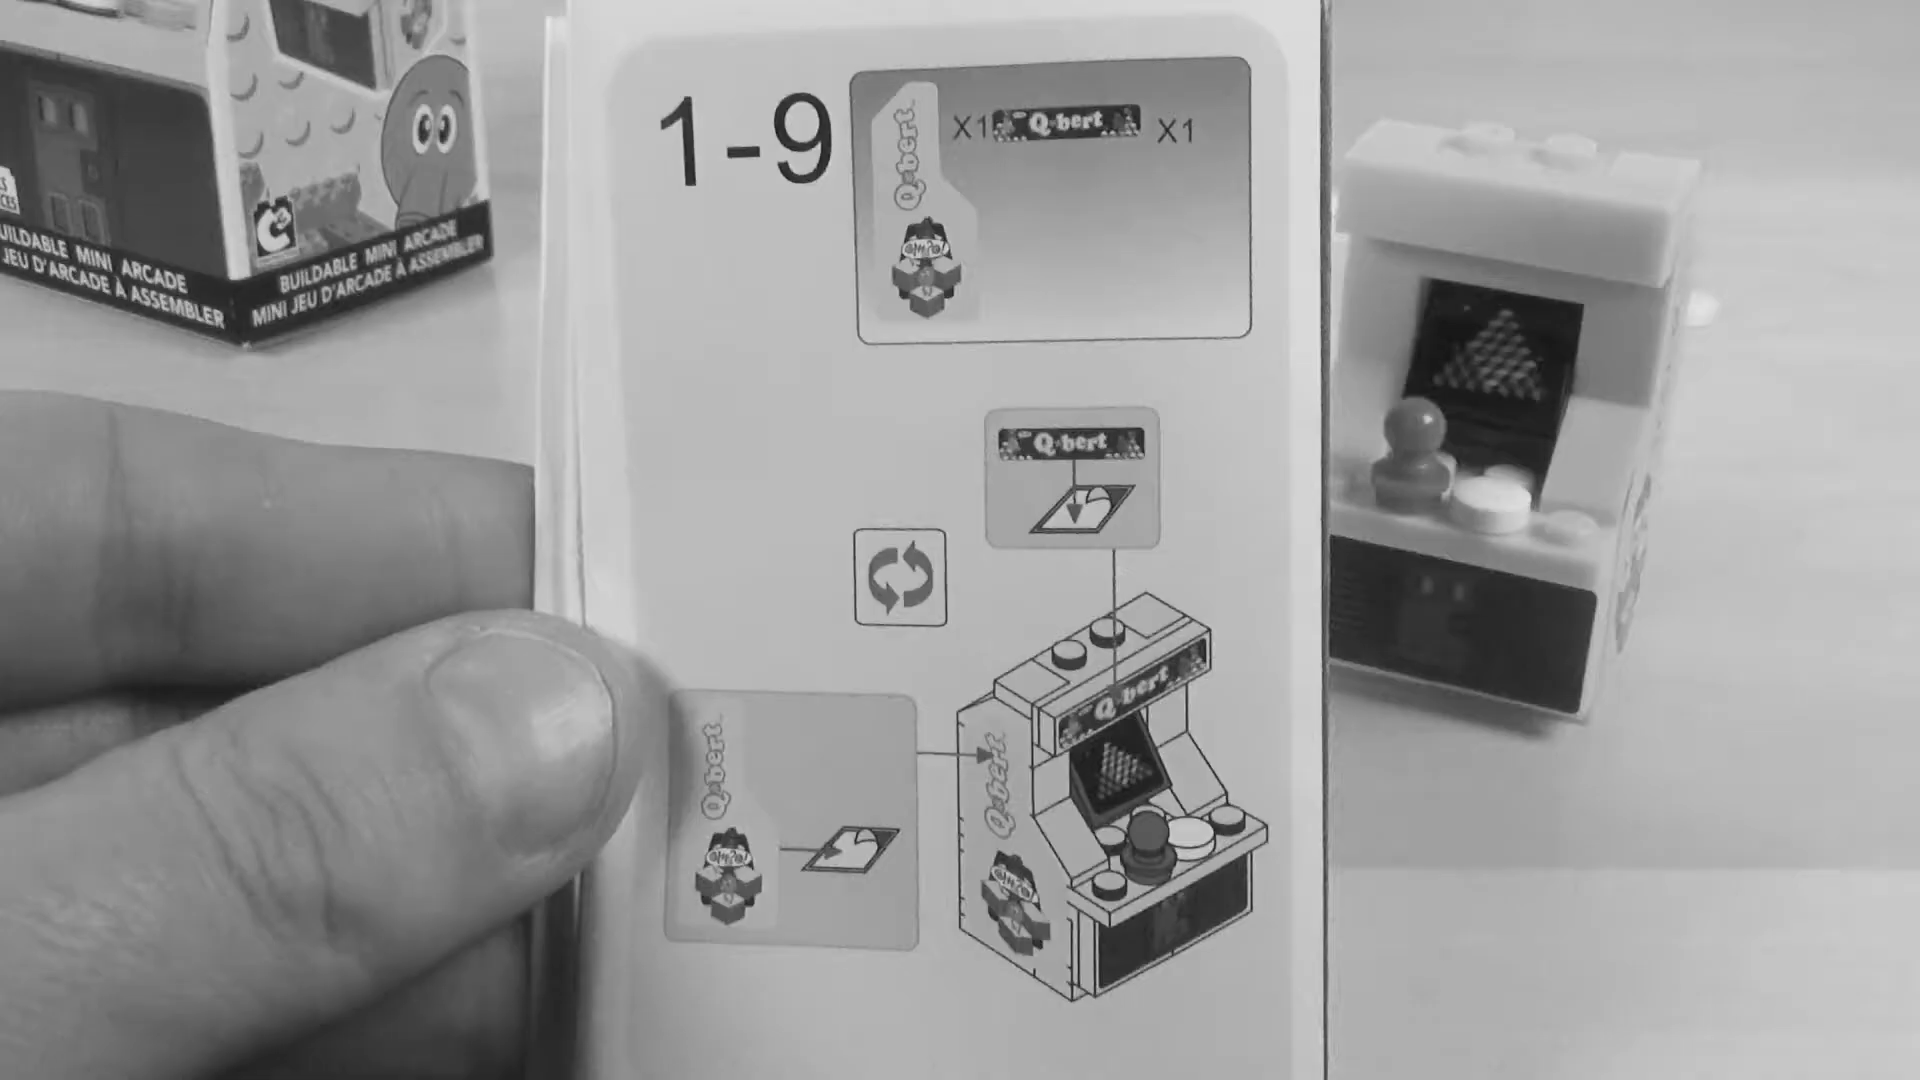 1-9
Q*bert
X1
Q*bert
X1
@!#?@!
Q*bert
Q*bert
Q*bert
Q*bert
@!#?@!
@!#?@!
UILDABLE MINI ARCADE
JEU D'ARCADE À ASSEMBLER
BUILDABLE MINI ARCADE
MINI JEU D'ARCADE À ASSEMBLER